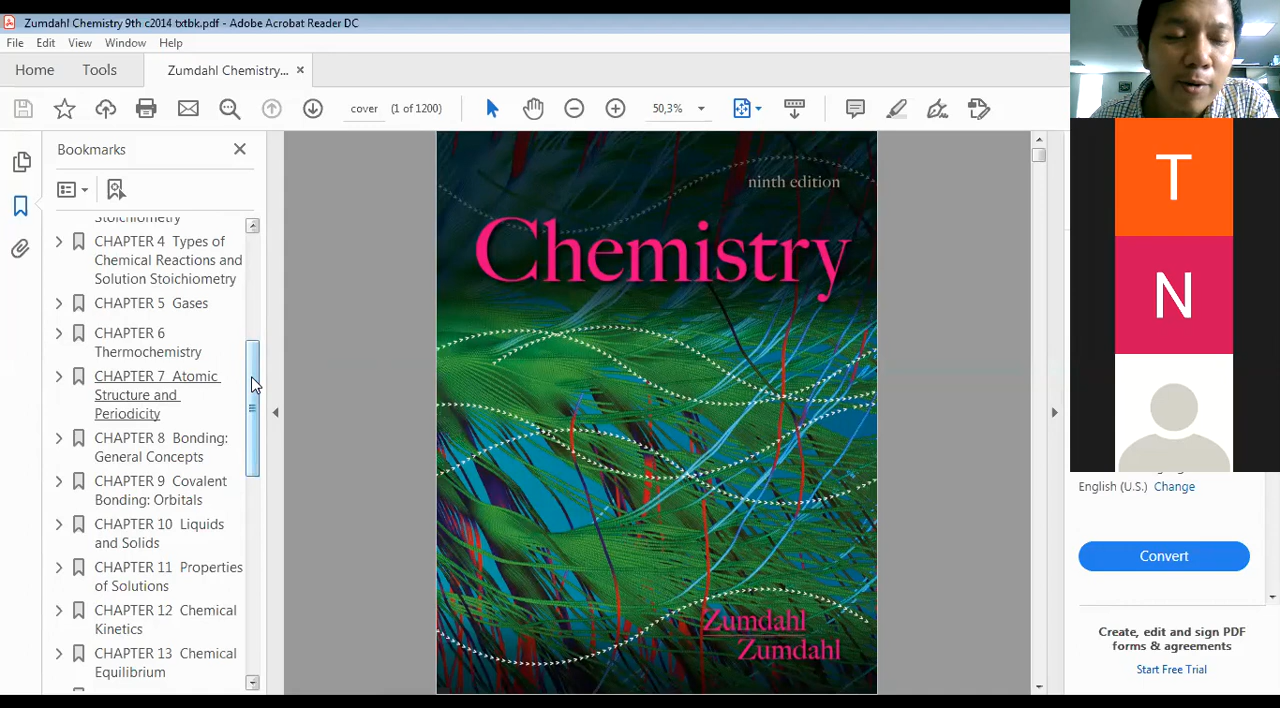 Zumdahl Chemistry 9th c2014 txtbk.pdf - Adobe Acrobat Reader DC
File Edit View Window Help
Home Tools Zumdahl Chemistry... ×
cover (1 of 1200) 50,3%
Bookmarks
Stoichiometry
CHAPTER 4 Types of
Chemical Reactions and
Solution Stoichiometry
CHAPTER 5 Gases
CHAPTER 6
Thermochemistry
CHAPTER 7 Atomic
Structure and
Periodicity
CHAPTER 8 Bonding:
General Concepts
CHAPTER 9 Covalent
Bonding: Orbitals
CHAPTER 10 Liquids
and Solids
CHAPTER 11 Properties
of Solutions
CHAPTER 12 Chemical
Kinetics
CHAPTER 13 Chemical
Equilibrium
ninth edition
Chemistry
Zumdahl
Zumdahl
T
N
English (U.S.) Change
Convert
Create, edit and sign PDF
forms & agreements
Start Free Trial